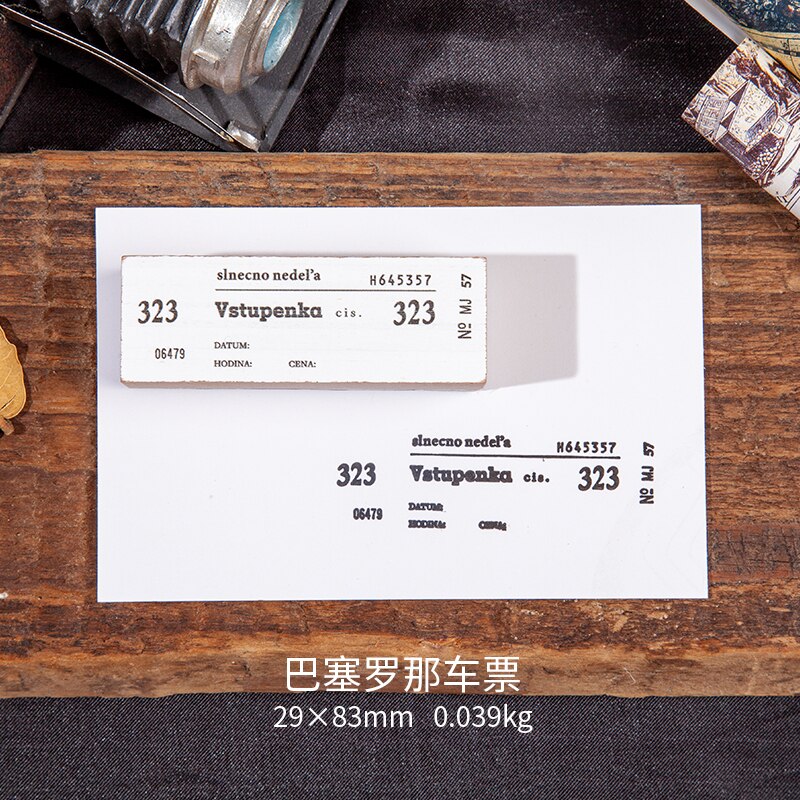 slnecno nedel'a H645357
323 Vstupenka cis. 323 Nº MJ 57
06479 DATUM:
HODINA: CENA:
slnecno nedel'a H645357
323 Vstupenka cis. 323 Nº MJ 57
06479 DATUM:
HODINA: CENA:
巴塞罗那车票
29×83mm 0.039kg